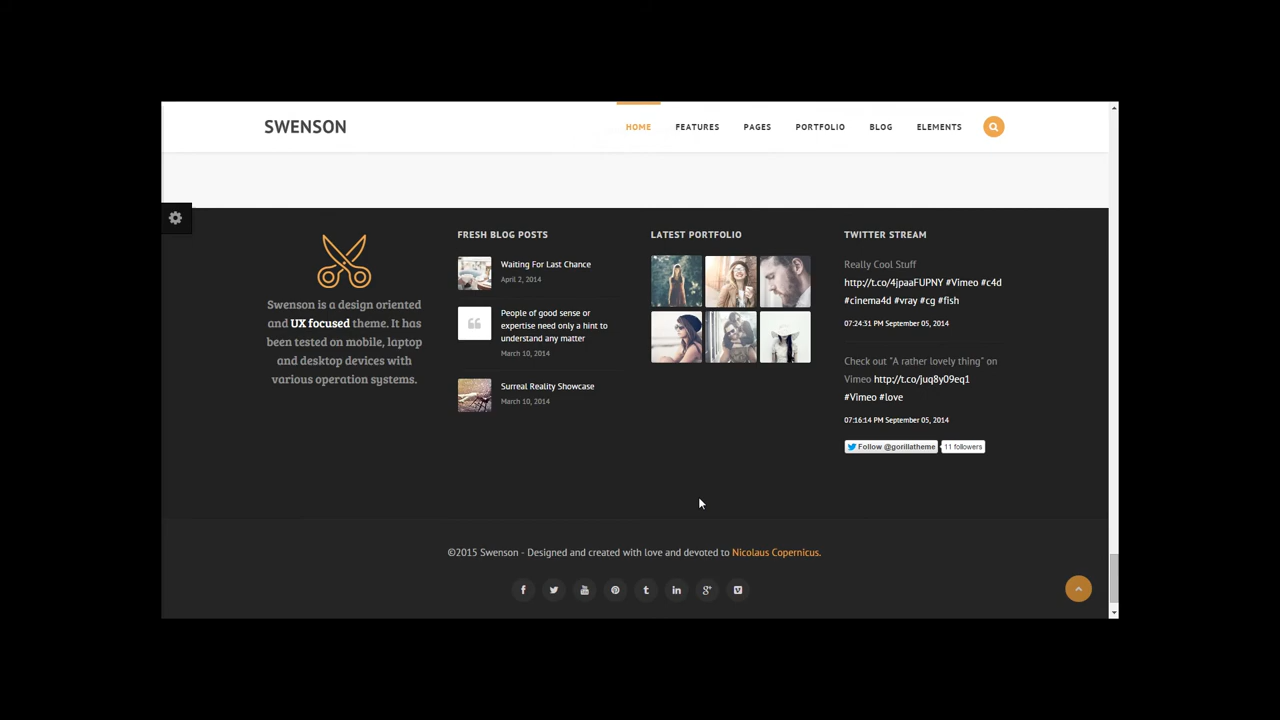 SWENSON
HOME FEATURES PAGES PORTFOLIO BLOG ELEMENTS
Swenson is a design oriented
and UX focused theme. It has
been tested on mobile, laptop
and desktop devices with
various operation systems.
FRESH BLOG POSTS
Waiting For Last Chance
April 2, 2014
People of good sense or
expertise need only a hint to
understand any matter
March 10, 2014
Surreal Reality Showcase
March 10, 2014
LATEST PORTFOLIO
TWITTER STREAM
Really Cool Stuff
http://t.co/4jpaaFUPNY #Vimeo #c4d
#cinema4d #vray #cg #fish
07:24:31 PM September 05, 2014
Check out "A rather lovely thing" on
Vimeo http://t.co/juq8y09eq1
#Vimeo #love
07:16:14 PM September 05, 2014
Follow @gorillatheme 11 followers
©2015 Swenson - Designed and created with love and devoted to Nicolaus Copernicus.